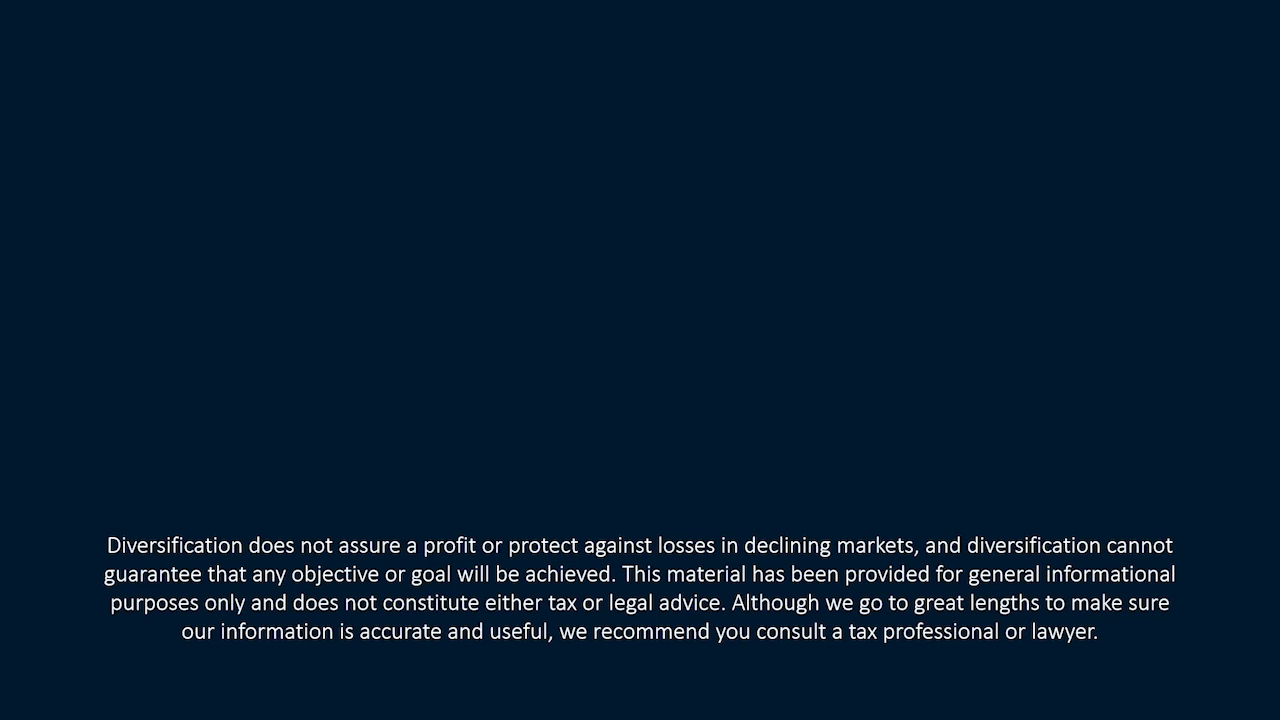 Diversification does not assure a profit or protect against losses in declining markets, and diversification cannot
guarantee that any objective or goal will be achieved. This material has been provided for general informational
purposes only and does not constitute either tax or legal advice. Although we go to great lengths to make sure
our information is accurate and useful, we recommend you consult a tax professional or lawyer.